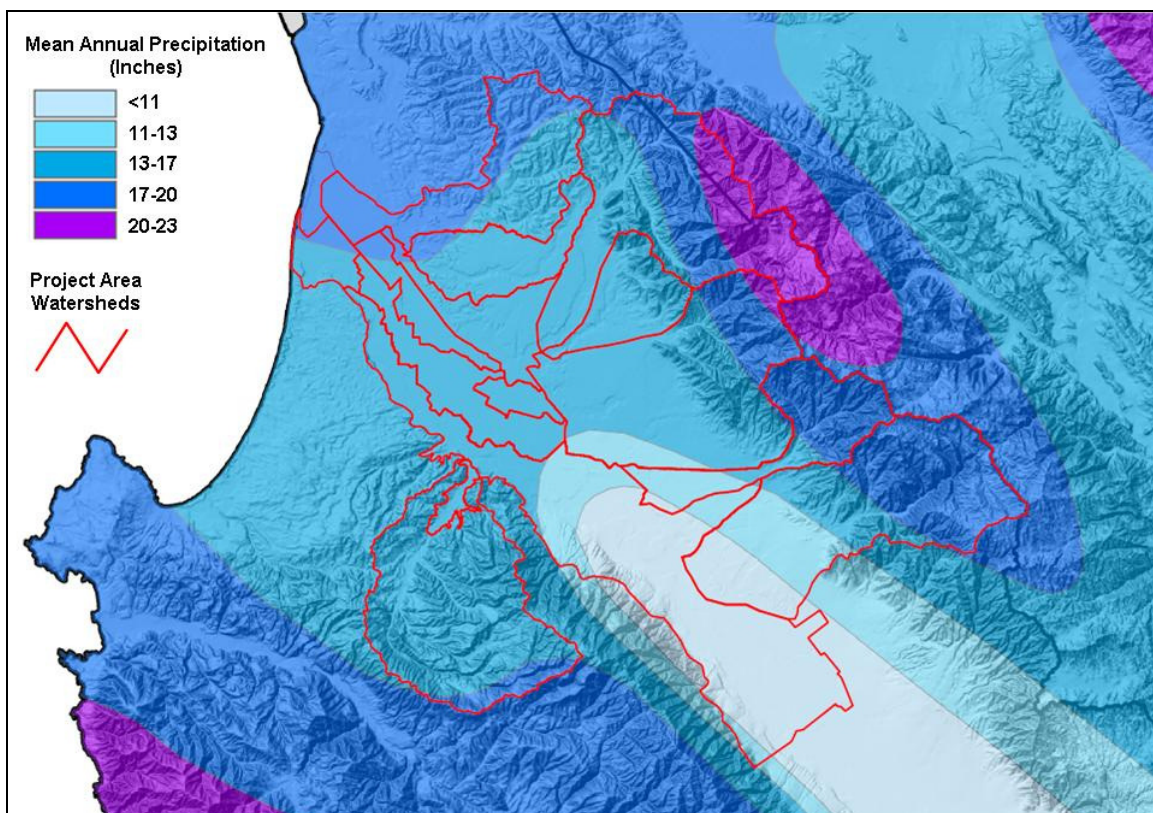 Mean Annual Precipitation
(Inches)
<11
11-13
13-17
17-20
20-23
Project Area
Watersheds